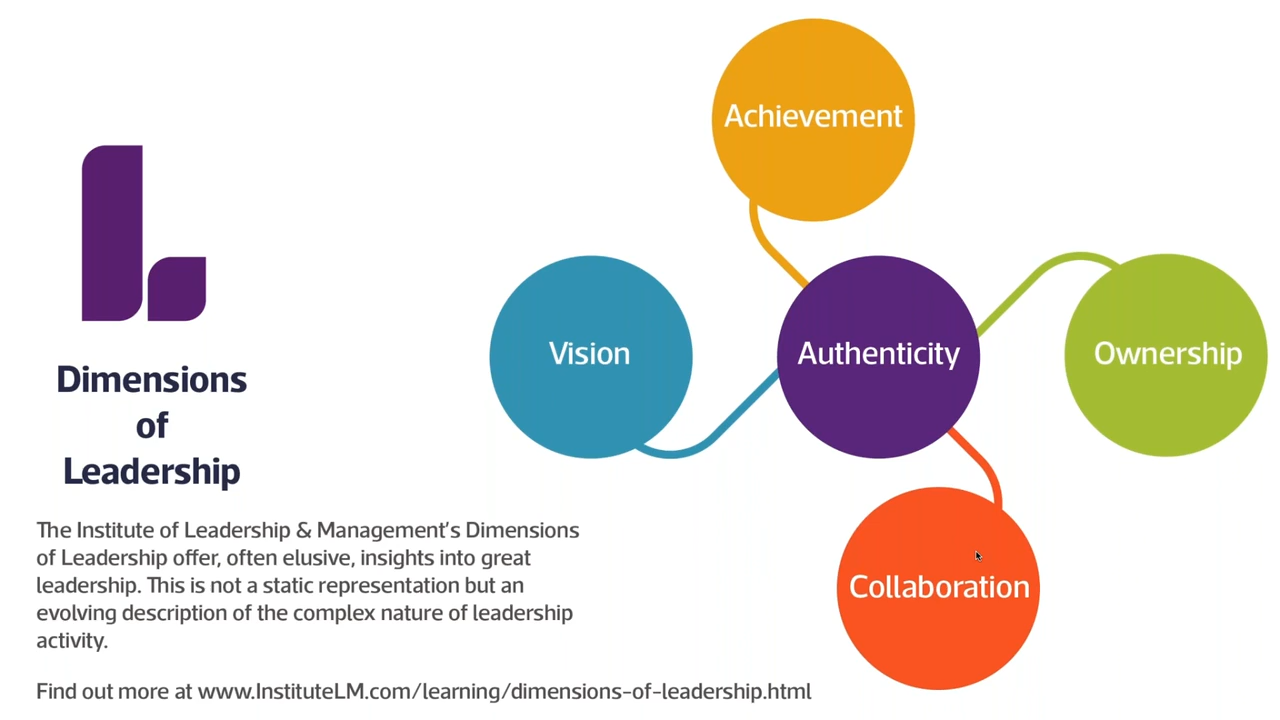 Achievement
Vision
Authenticity
Ownership
Collaboration
Dimensions
of
Leadership
The Institute of Leadership & Management's Dimensions
of Leadership offer, often elusive, insights into great
leadership. This is not a static representation but an
evolving description of the complex nature of leadership
activity.
Find out more at www.InstituteLM.com/learning/dimensions-of-leadership.html